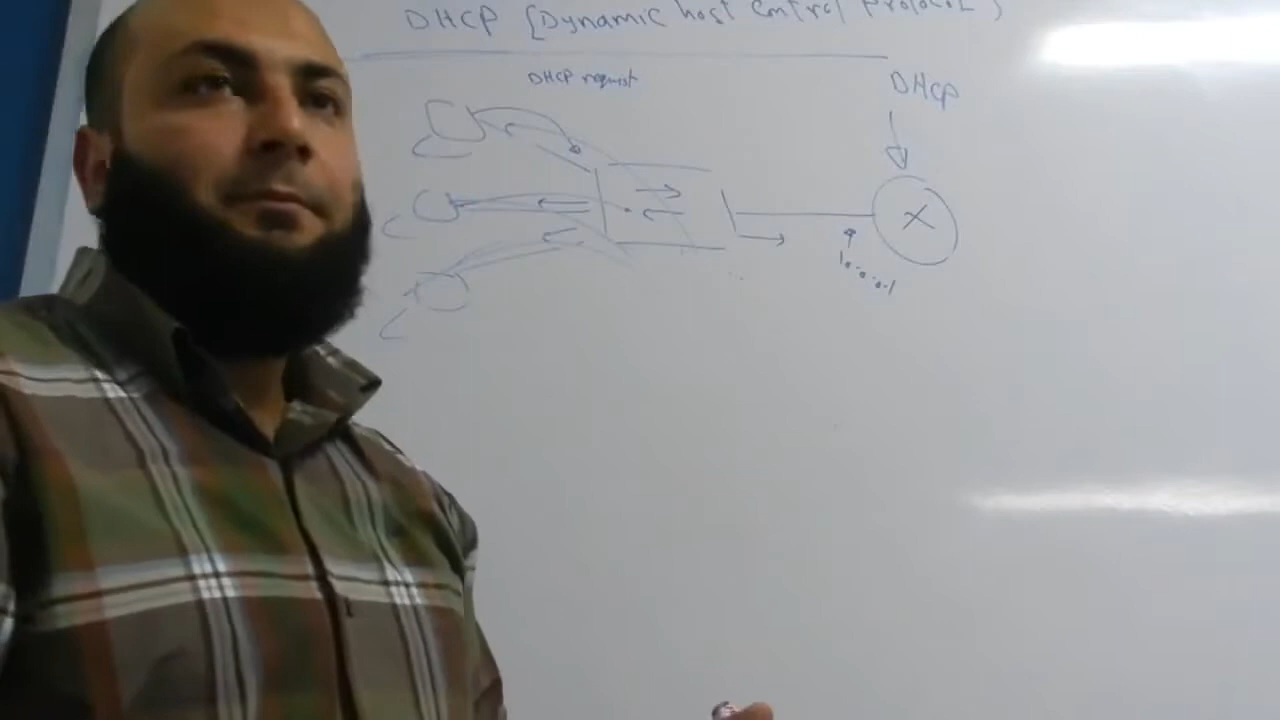 DHCP (Dynamic host Control Protocol)
DHCP request
DHCP
10.0.0.1